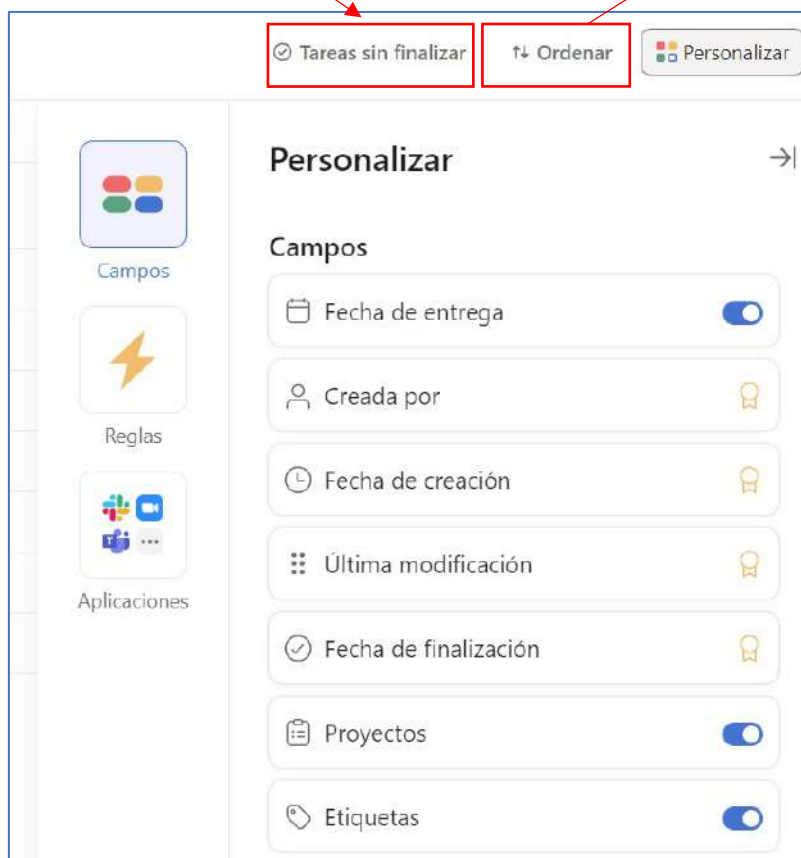 Tareas sin finalizar
Ordenar
Personalizar
Personalizar
Campos
Campos
Fecha de entrega
Creada por
Reglas
Fecha de creación
Última modificación
Aplicaciones
Fecha de finalización
Proyectos
Etiquetas